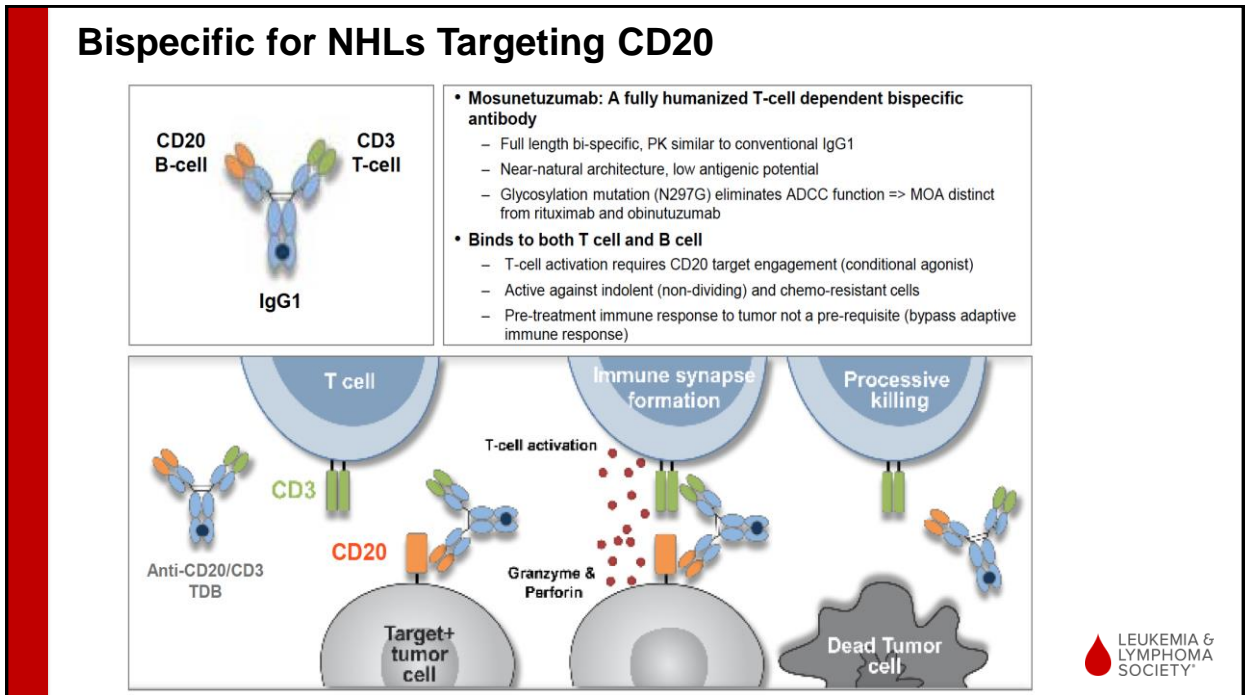 Bispecific for NHLs Targeting CD20
CD20
B-cell
CD3
T-cell
IgG1
• Mosunetuzumab: A fully humanized T-cell dependent bispecific
antibody
– Full length bi-specific, PK similar to conventional IgG1
– Near-natural architecture, low antigenic potential
– Glycosylation mutation (N297G) eliminates ADCC function => MOA distinct
from rituximab and obinutuzumab
• Binds to both T cell and B cell
– T-cell activation requires CD20 target engagement (conditional agonist)
– Active against indolent (non-dividing) and chemo-resistant cells
– Pre-treatment immune response to tumor not a pre-requisite (bypass adaptive
immune response)
T cell
Immune synapse
formation
Processive
killing
T-cell activation
CD3
CD20
Anti-CD20/CD3
TDB
Granzyme &
Perforin
Target+
tumor
cell
Dead Tumor
cell
LEUKEMIA &
LYMPHOMA
SOCIETY®